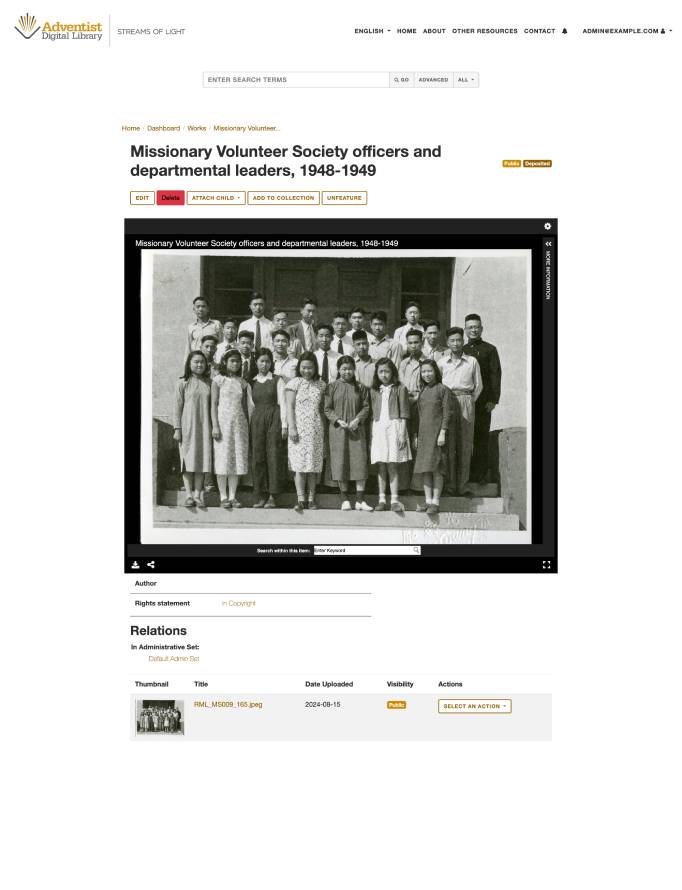 Adventist
Digital Library
STREAMS OF LIGHT
ENGLISH
HOME
ABOUT
OTHER RESOURCES
CONTACT
ADMIN@EXAMPLE.COM
ENTER SEARCH TERMS
GO
ADVANCED
ALL
Home / Dashboard / Works / Missionary Volunteer...
Missionary Volunteer Society officers and
departmental leaders, 1948-1949
Public
Deposited
EDIT
Delete
ATTACH CHILD
ADD TO COLLECTION
UNFEATURE
Missionary Volunteer Society officers and departmental leaders, 1948-1949
MORE INFORMATION
Search within this item:
Enter Keyword
Author
Rights statement
In Copyright
Relations
In Administrative Set:
Default Admin Set
Thumbnail
Title
Date Uploaded
Visibility
Actions
RML_MS009_165.jpeg
2024-08-15
Public
SELECT AN ACTION